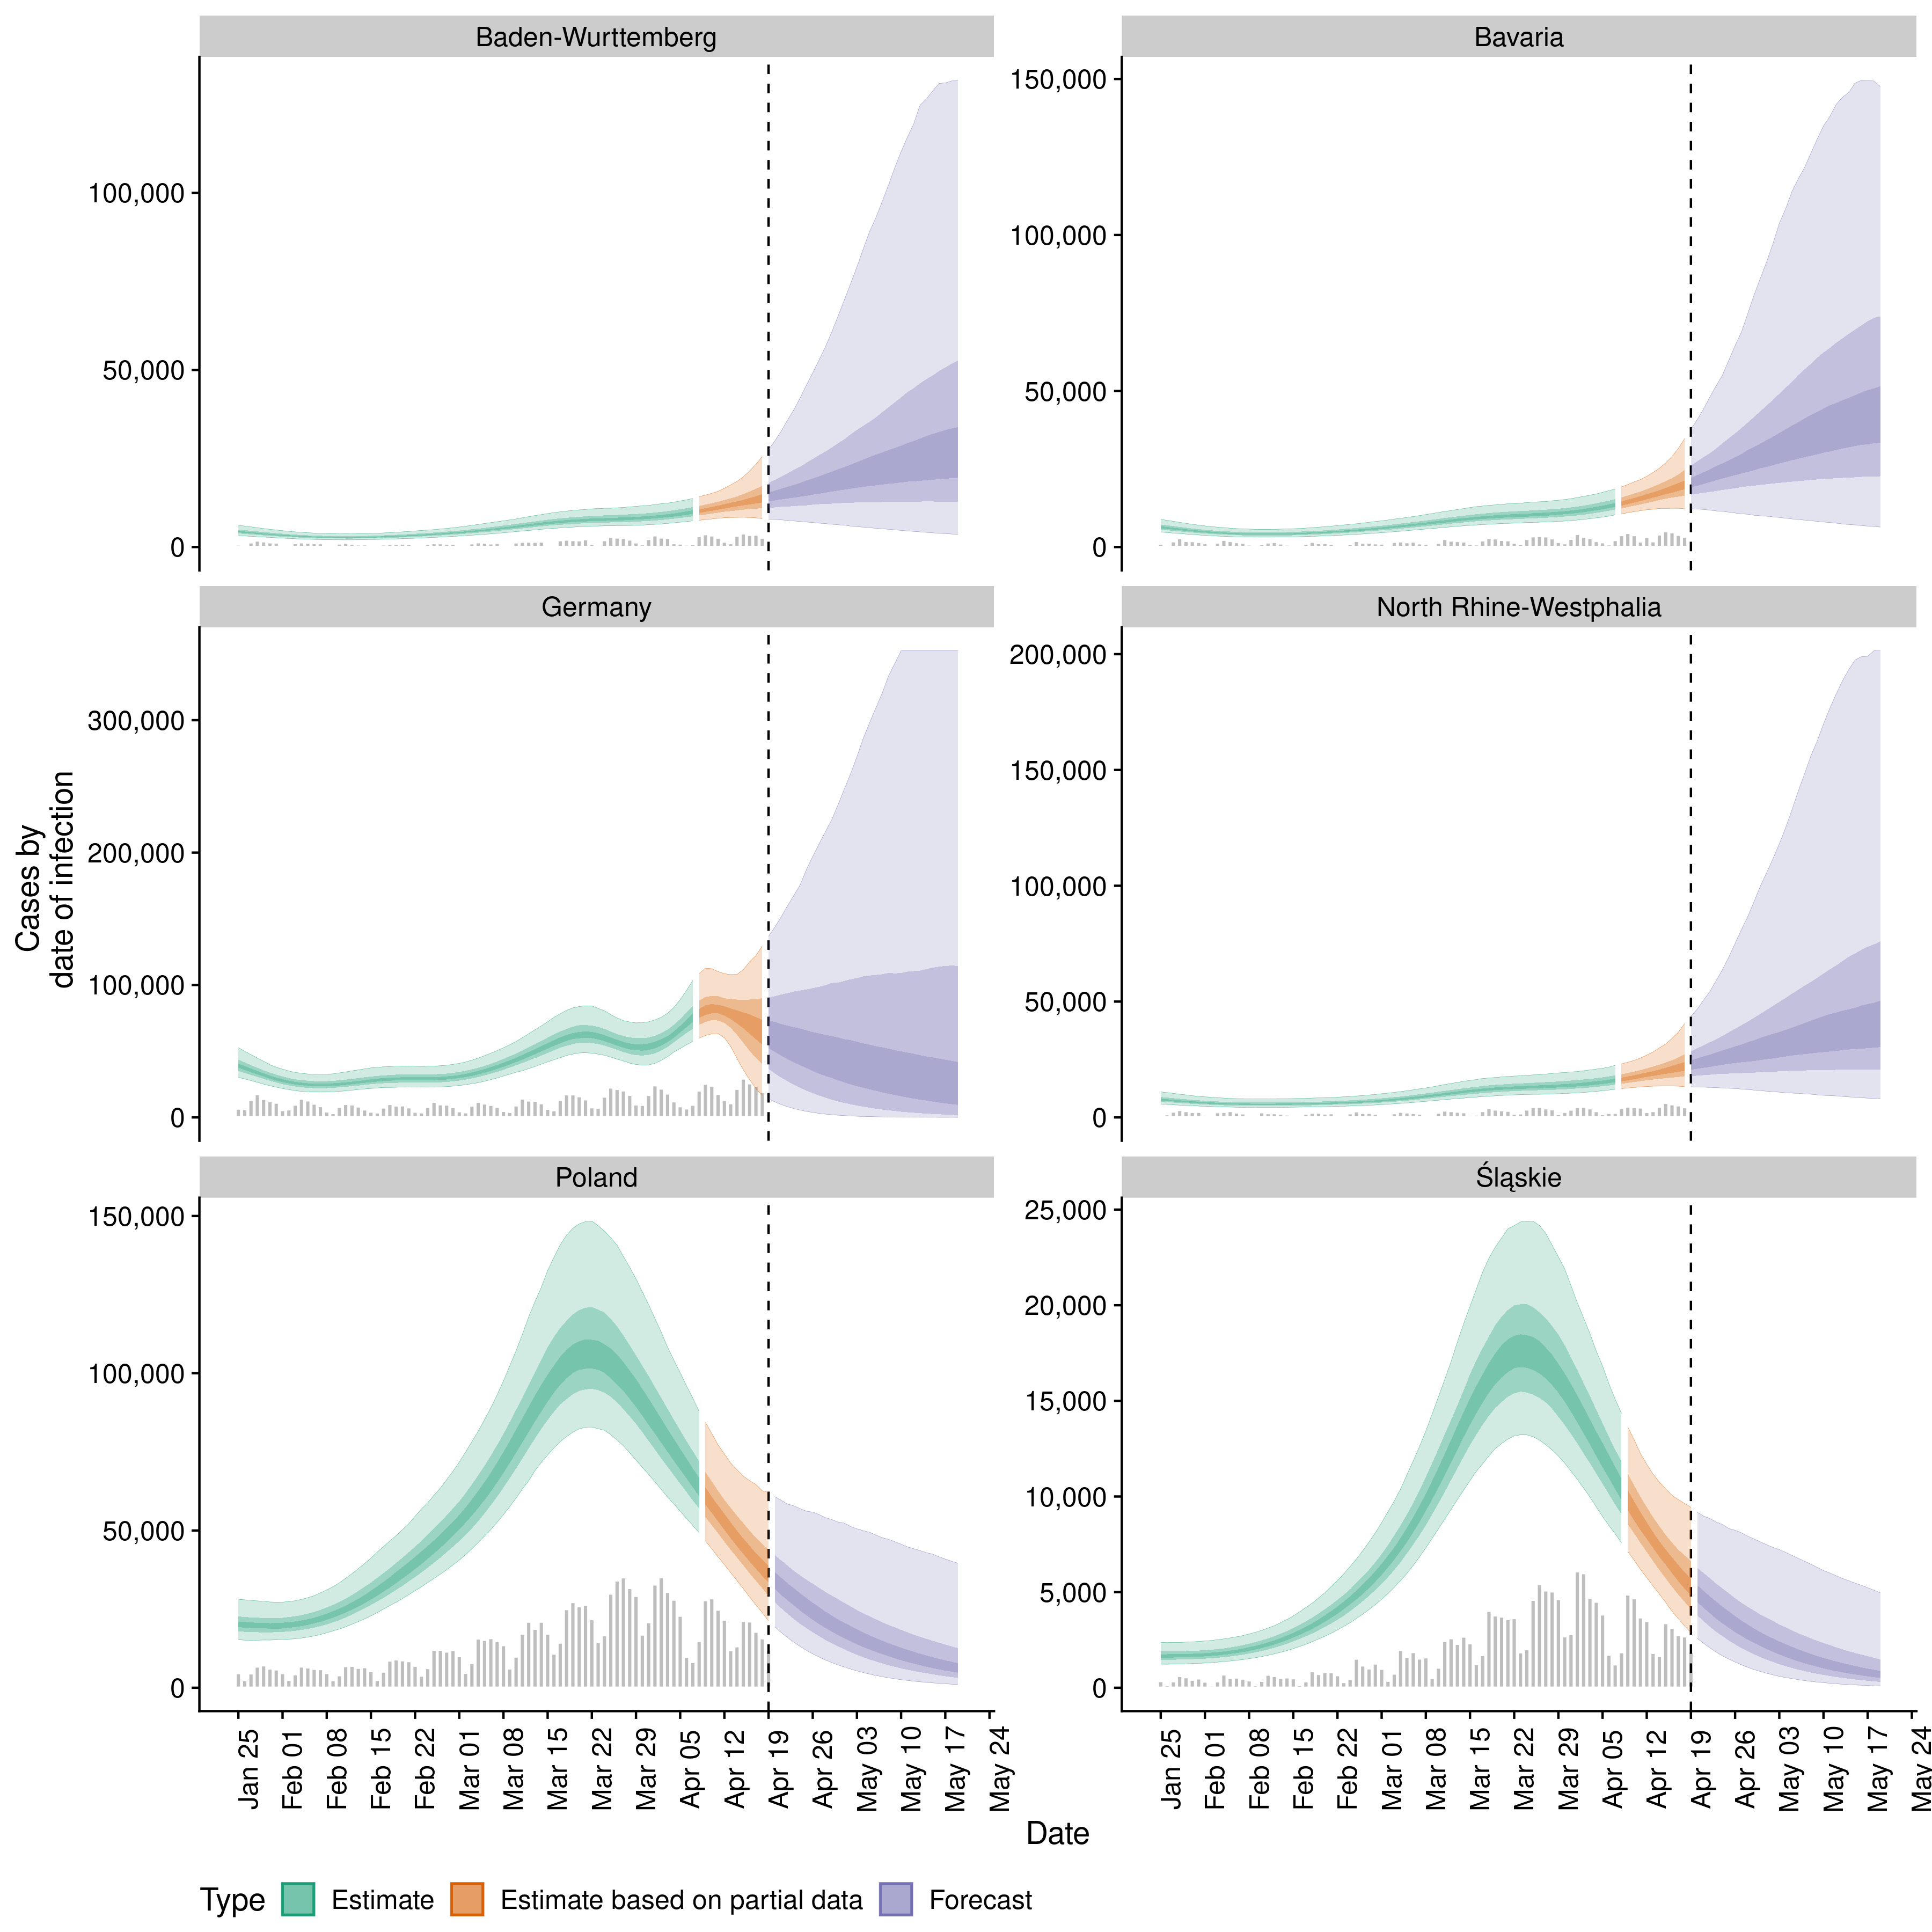 Baden-Wurttemberg
Bavaria
100,000
50,000
0
150,000
100,000
50,000
0
Germany
North Rhine-Westphalia
300,000
200,000
100,000
0
200,000
150,000
100,000
50,000
0
Cases by
date of infection
Poland
Śląskie
150,000
100,000
50,000
0
25,000
20,000
15,000
10,000
5,000
0
Jan 25
Feb 01
Feb 08
Feb 15
Feb 22
Mar 01
Mar 08
Mar 15
Mar 22
Mar 29
Apr 05
Apr 12
Apr 19
Apr 26
May 03
May 10
May 17
May 24
Jan 25
Feb 01
Feb 08
Feb 15
Feb 22
Mar 01
Mar 08
Mar 15
Mar 22
Mar 29
Apr 05
Apr 12
Apr 19
Apr 26
May 03
May 10
May 17
May 24
Date
Type Estimate Estimate based on partial data Forecast